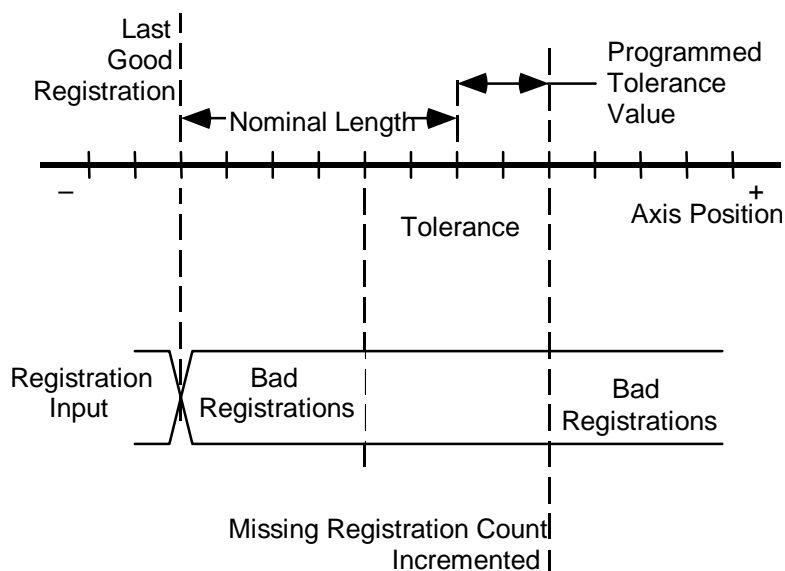 Last
Good
Registration
Programmed
Tolerance
Value
Nominal Length
–
+
Axis Position
Tolerance
Registration
Input
Bad
Registrations
Bad
Registrations
Missing Registration Count
Incremented